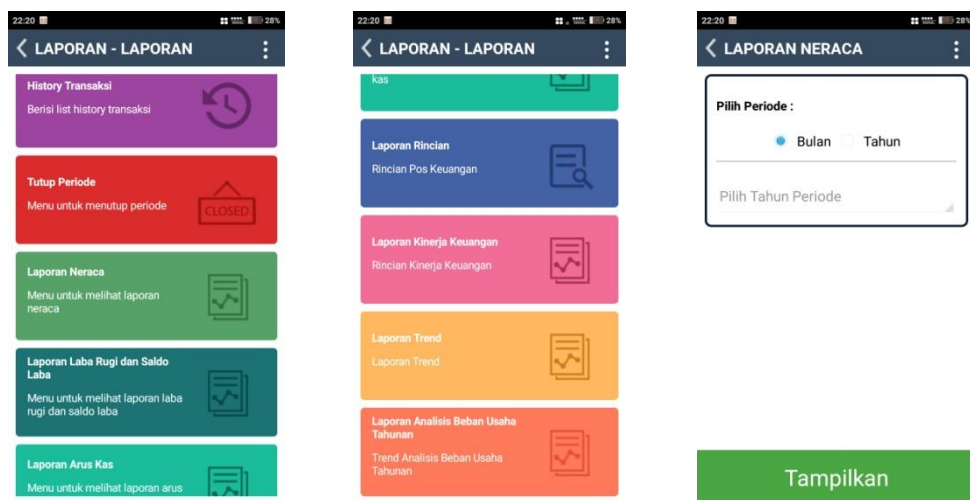 22:20
28%
LAPORAN - LAPORAN
History Transaksi
Berisi list history transaksi
Tutup Periode
Menu untuk menutup periode
CLOSED
Laporan Neraca
Menu untuk melihat laporan
neraca
Laporan Laba Rugi dan Saldo
Laba
Menu untuk melihat laporan laba
rugi dan saldo laba
Laporan Arus Kas
Menu untuk melihat laporan arus
22:20
28%
LAPORAN - LAPORAN
kas
Laporan Rincian
Rincian Pos Keuangan
Laporan Kinerja Keuangan
Rincian Kinerja Keuangan
Laporan Trend
Laporan Trend
Laporan Analisis Beban Usaha
Tahunan
Trend Analisis Beban Usaha
Tahunan
22:20
28%
LAPORAN NERACA
Pilih Periode :
Bulan Tahun
Pilih Tahun Periode
Tampilkan